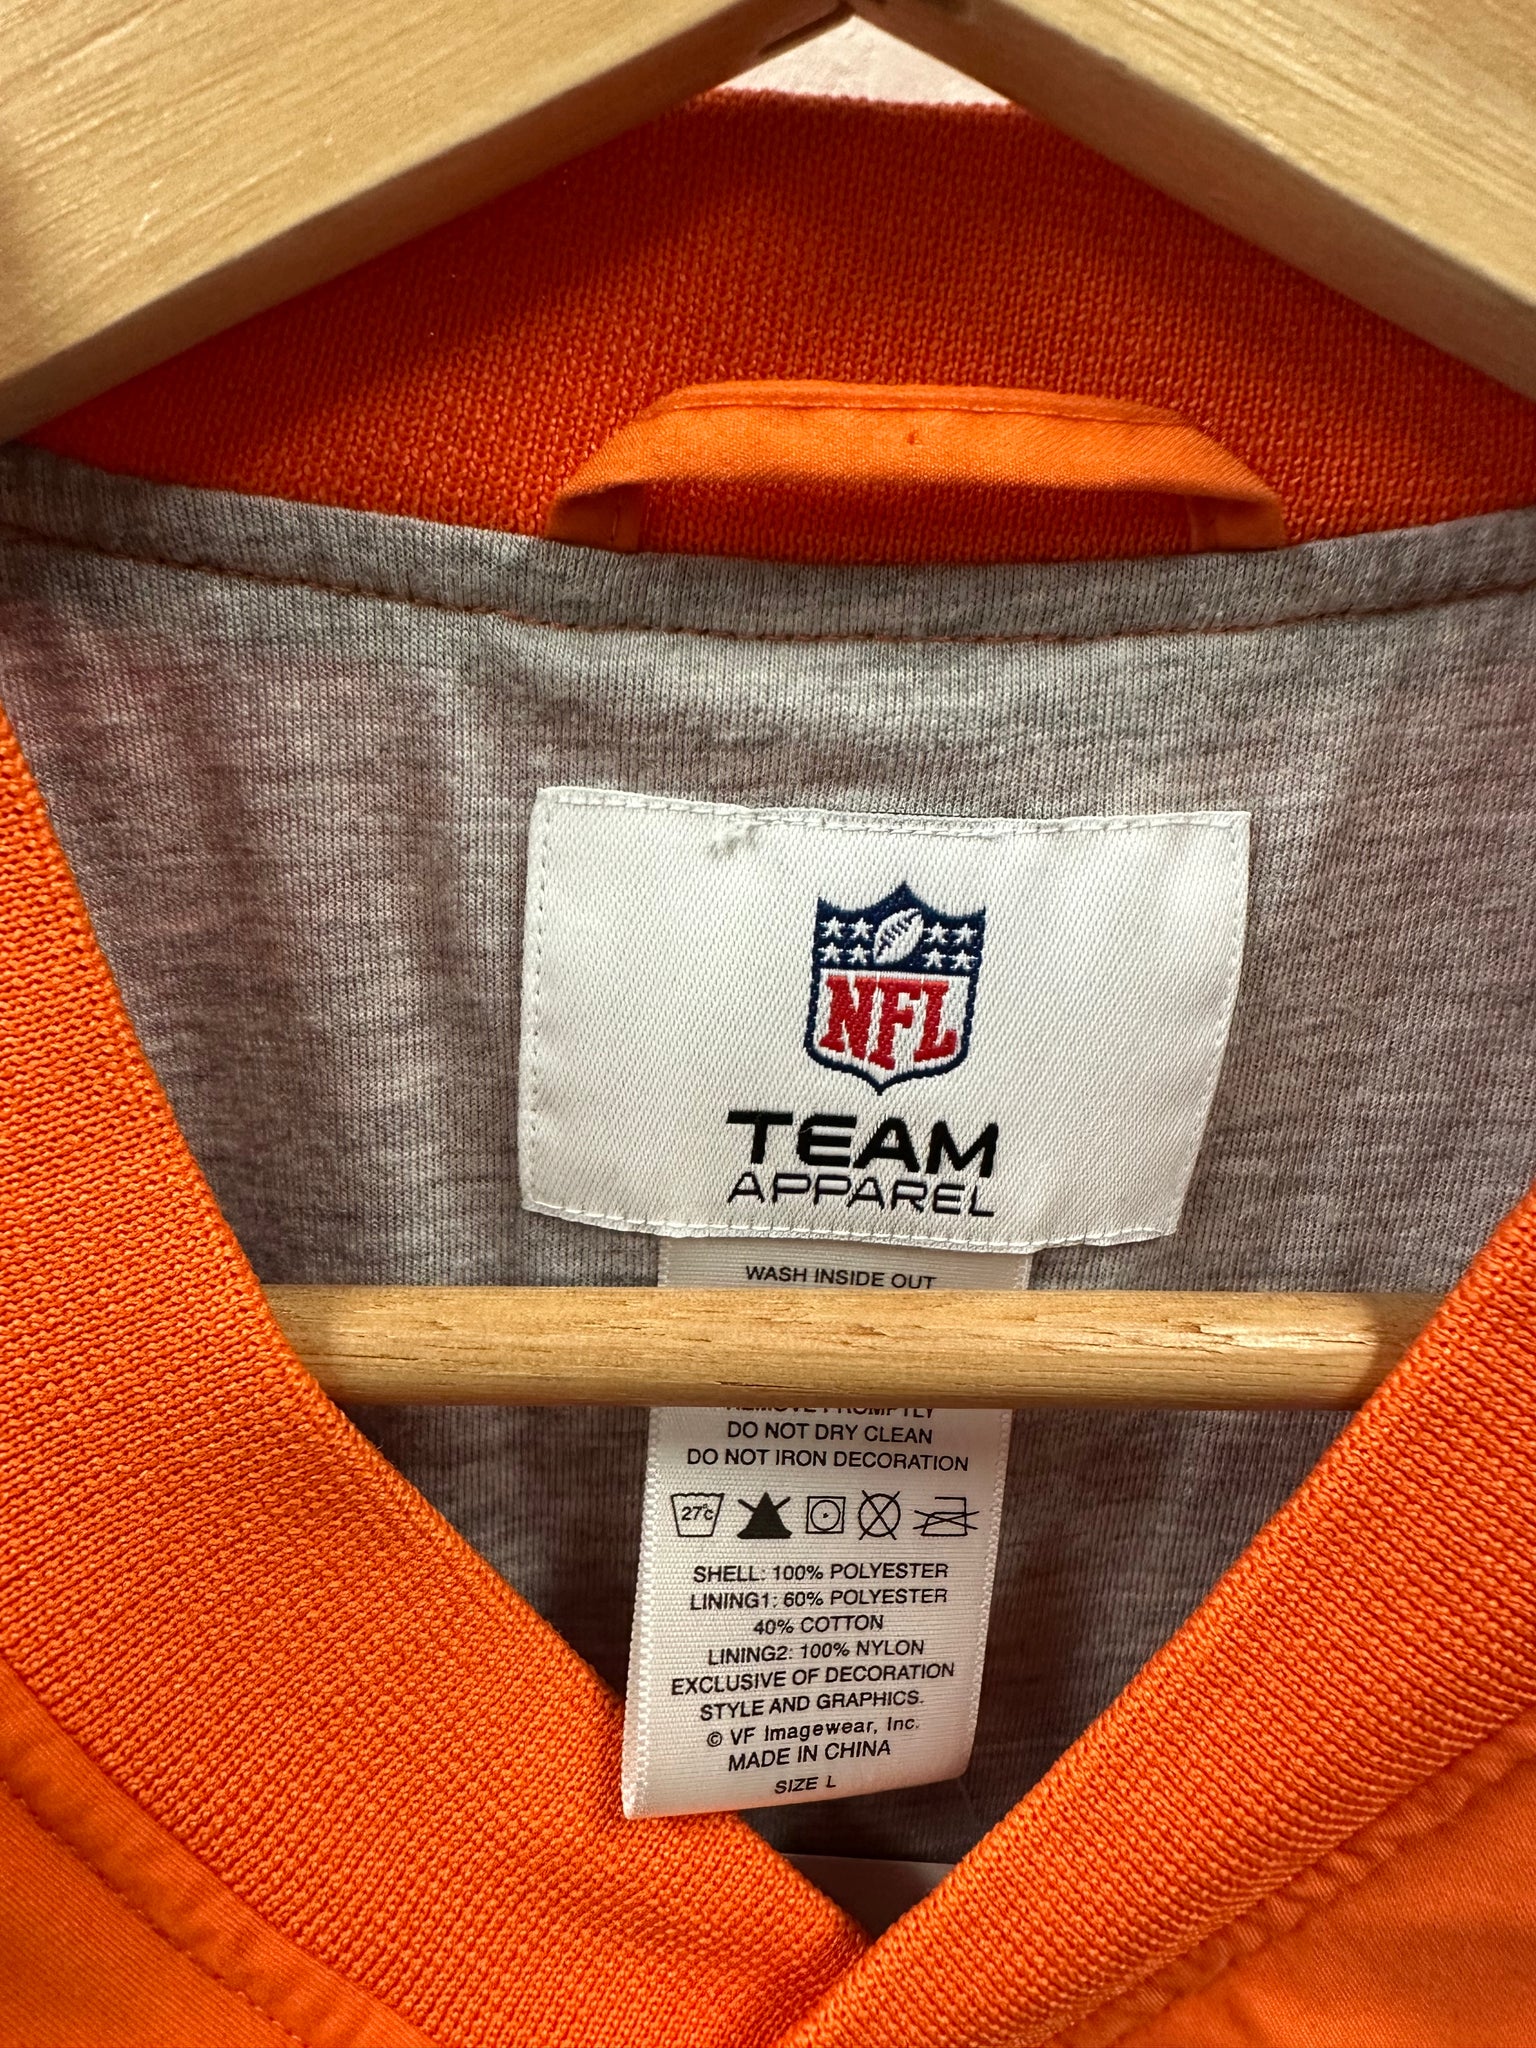 NFL
TEAM
APPAREL
WASH INSIDE OUT
REMOVE PROMPTLY
DO NOT DRY CLEAN
DO NOT IRON DECORATION
27°C
SHELL: 100% POLYESTER
LINING1: 60% POLYESTER
40% COTTON
LINING2: 100% NYLON
EXCLUSIVE OF DECORATION
STYLE AND GRAPHICS.
© VF Imagewear, Inc.
MADE IN CHINA
SIZE L